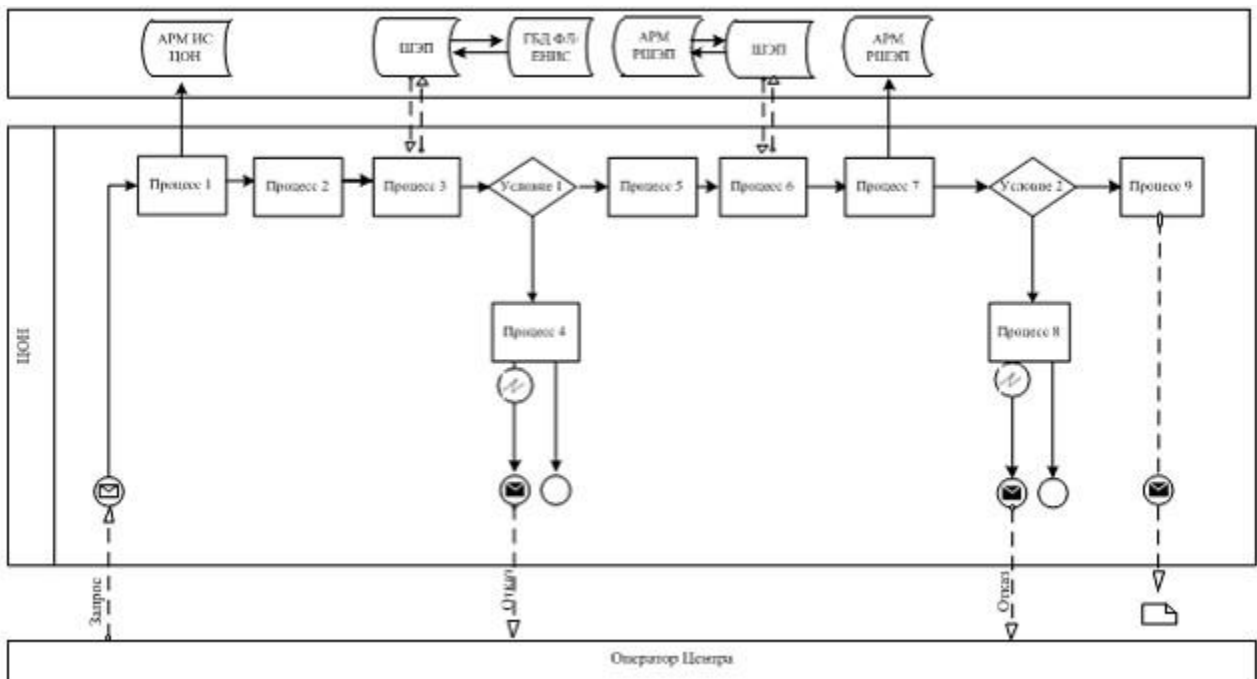 АРМ ИС
ЦОН
ШЭП
ГБД ФЛ/
ЕНИС
АРМ
РШЭП
ШЭП
АРМ
РШЭП
ЦОН
Процесс 1
Процесс 2
Процесс 3
Условие 1
Процесс 5
Процесс 6
Процесс 7
Условие 2
Процесс 9
Процесс 4
Процесс 8
Запрос
Отказ
Отказ
Оператор Центра